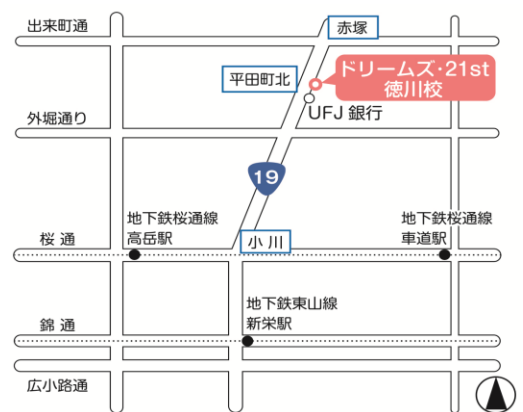 出来町通
赤塚
平田町北
ドリームズ・21st
徳川校
UFJ 銀行
外堀通り
19
地下鉄桜通線
高岳駅
地下鉄桜通線
車道駅
桜 通
小 川
地下鉄東山線
新栄駅
錦 通
広小路通